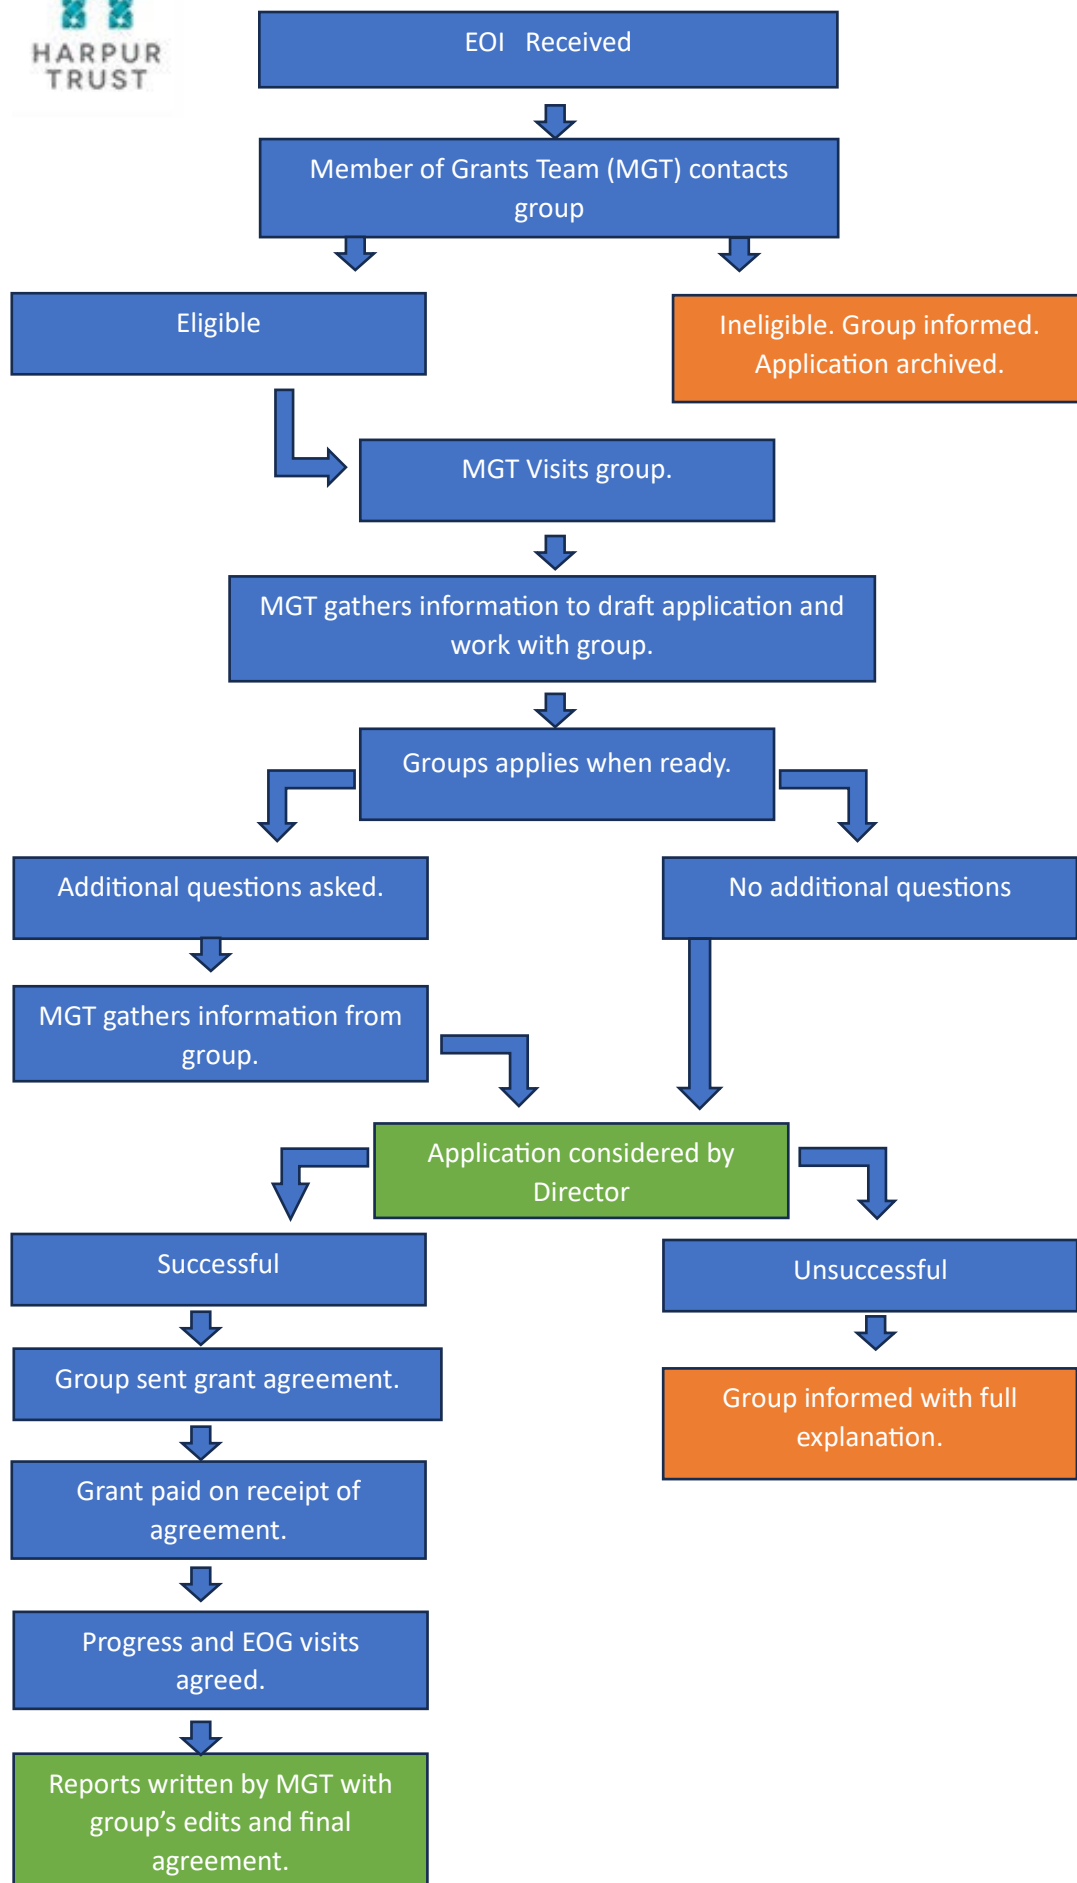 HARPUR
TRUST
EOI Received
Member of Grants Team (MGT) contacts
group
Eligible
Ineligible. Group informed.
Application archived.
MGT Visits group.
MGT gathers information to draft application and
work with group.
Groups applies when ready.
Additional questions asked.
No additional questions
MGT gathers information from
group.
Application considered by
Director
Successful
Unsuccessful
Group sent grant agreement.
Group informed with full
explanation.
Grant paid on receipt of
agreement.
Progress and EOG visits
agreed.
Reports written by MGT with
group’s edits and final
agreement.